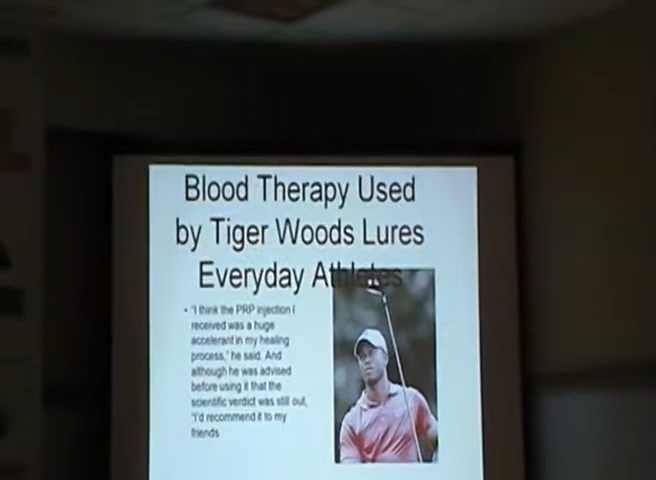 Blood Therapy Used
by Tiger Woods Lures
Everyday Athletes
• "I think the PRP injection I
received was a huge
accelerant in my healing
process," he said. And
although he was advised
before using it that the
scientific verdict was still out,
"I'd recommend it to my
friends